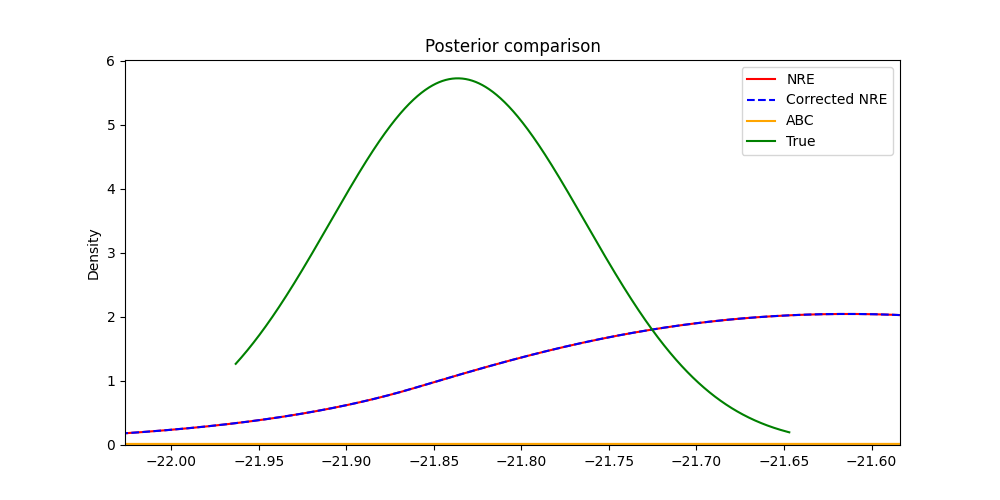 Posterior comparison
NRE
Corrected NRE
ABC
True
Density
6
5
4
3
2
1
0
−22.00 −21.95 −21.90 −21.85 −21.80 −21.75 −21.70 −21.65 −21.60